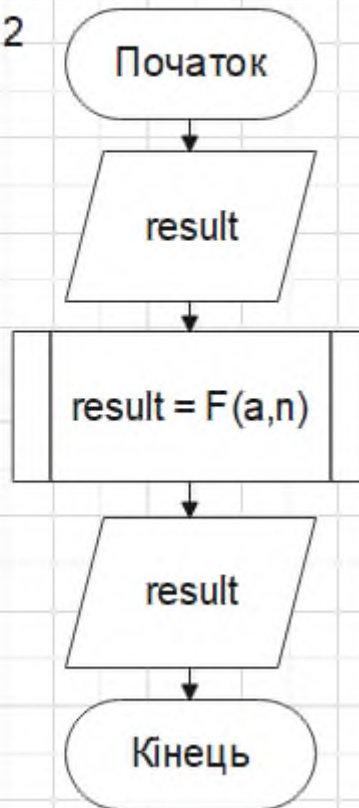 2
Початок
result
result = F(a,n)
result
Кінець